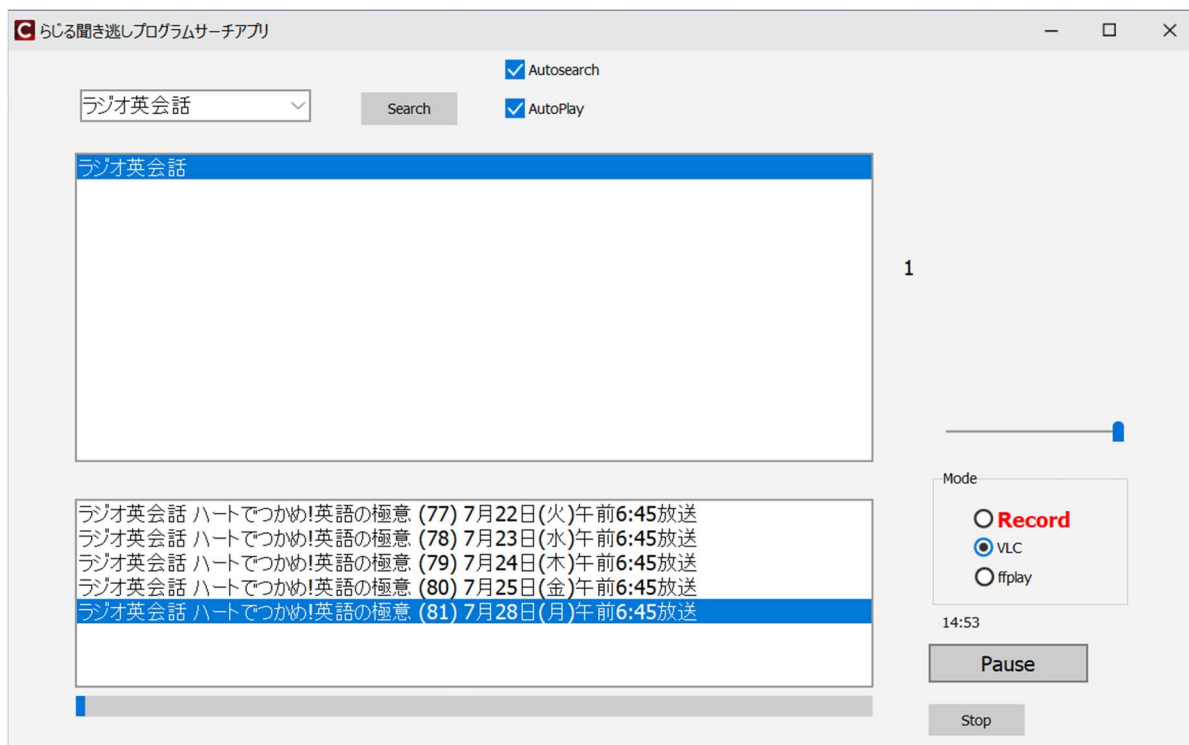 C らじる聞き逃しプログラムサーチアプリ
Autosearch
ラジオ英会話
Search
AutoPlay
ラジオ英会話
1
Mode
Record
VLC
ffplay
ラジオ英会話 ハートでつかめ!英語の極意 (77) 7月22日(火)午前6:45放送
ラジオ英会話 ハートでつかめ!英語の極意 (78) 7月23日(水)午前6:45放送
ラジオ英会話 ハートでつかめ!英語の極意 (79) 7月24日(木)午前6:45放送
ラジオ英会話 ハートでつかめ!英語の極意 (80) 7月25日(金)午前6:45放送
ラジオ英会話 ハートでつかめ!英語の極意 (81) 7月28日(月)午前6:45放送
14:53
Pause
Stop